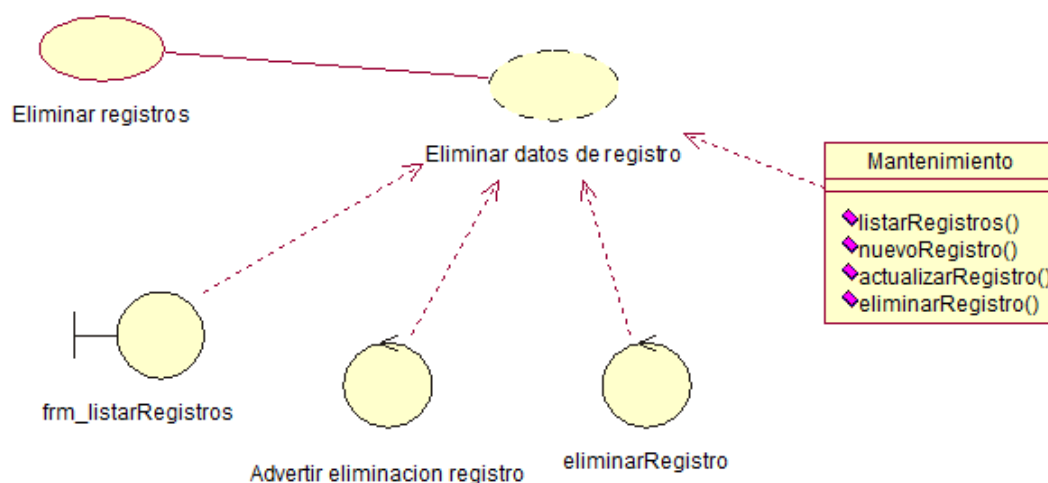 Eliminar registros
Eliminar datos de registro
Mantenimiento
listarRegistros()
nuevoRegistro()
actualizarRegistro()
eliminarRegistro()
frm_listarRegistros
Advertir eliminacion registro
eliminarRegistro